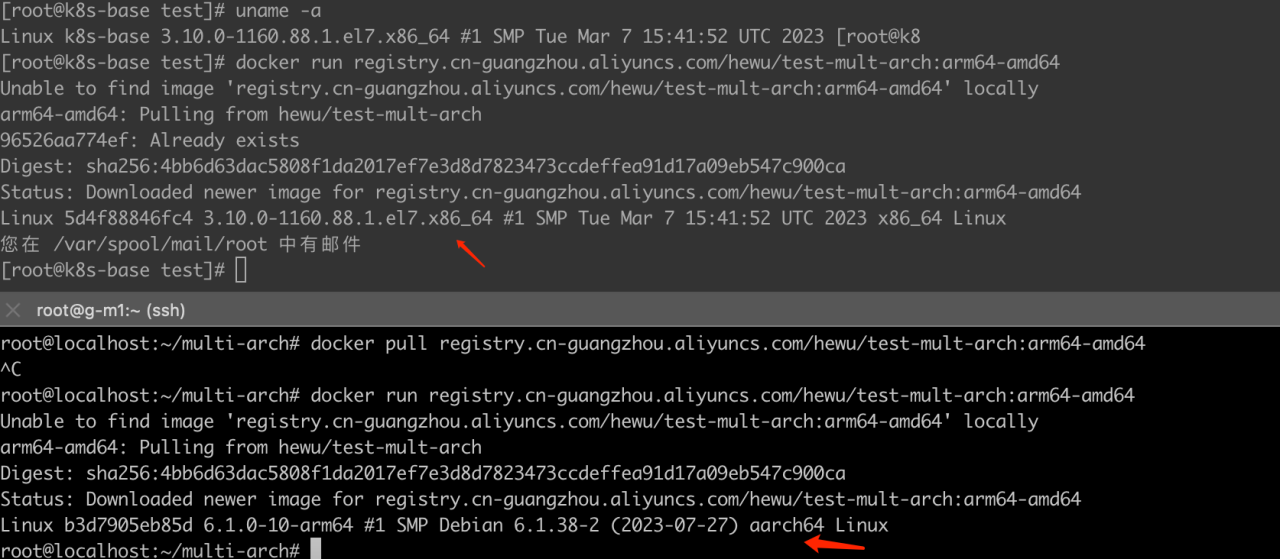 [root@k8s-base test]# uname -a
Linux k8s-base 3.10.0-1160.88.1.el7.x86_64 #1 SMP Tue Mar 7 15:41:52 UTC 2023 [root@k8
[root@k8s-base test]# docker run registry.cn-guangzhou.aliyuncs.com/hewu/test-mult-arch:arm64-amd64
Unable to find image 'registry.cn-guangzhou.aliyuncs.com/hewu/test-mult-arch:arm64-amd64' locally
arm64-amd64: Pulling from hewu/test-mult-arch
96526aa774ef: Already exists
Digest: sha256:4bb6d63dac5808f1da2017ef7e3d8d7823473ccdeffea91d17a09eb547c900ca
Status: Downloaded newer image for registry.cn-guangzhou.aliyuncs.com/hewu/test-mult-arch:arm64-amd64
Linux 5d4f88846fc4 3.10.0-1160.88.1.el7.x86_64 #1 SMP Tue Mar 7 15:41:52 UTC 2023 x86_64 Linux
您在 /var/spool/mail/root 中有邮件
[root@k8s-base test]#
root@g-m1:~ (ssh)
root@localhost:~/multi-arch# docker pull registry.cn-guangzhou.aliyuncs.com/hewu/test-mult-arch:arm64-amd64
^C
root@localhost:~/multi-arch# docker run registry.cn-guangzhou.aliyuncs.com/hewu/test-mult-arch:arm64-amd64
Unable to find image 'registry.cn-guangzhou.aliyuncs.com/hewu/test-mult-arch:arm64-amd64' locally
arm64-amd64: Pulling from hewu/test-mult-arch
Digest: sha256:4bb6d63dac5808f1da2017ef7e3d8d7823473ccdeffea91d17a09eb547c900ca
Status: Downloaded newer image for registry.cn-guangzhou.aliyuncs.com/hewu/test-mult-arch:arm64-amd64
Linux b3d7905eb85d 6.1.0-10-arm64 #1 SMP Debian 6.1.38-2 (2023-07-27) aarch64 Linux
root@localhost:~/multi-arch#